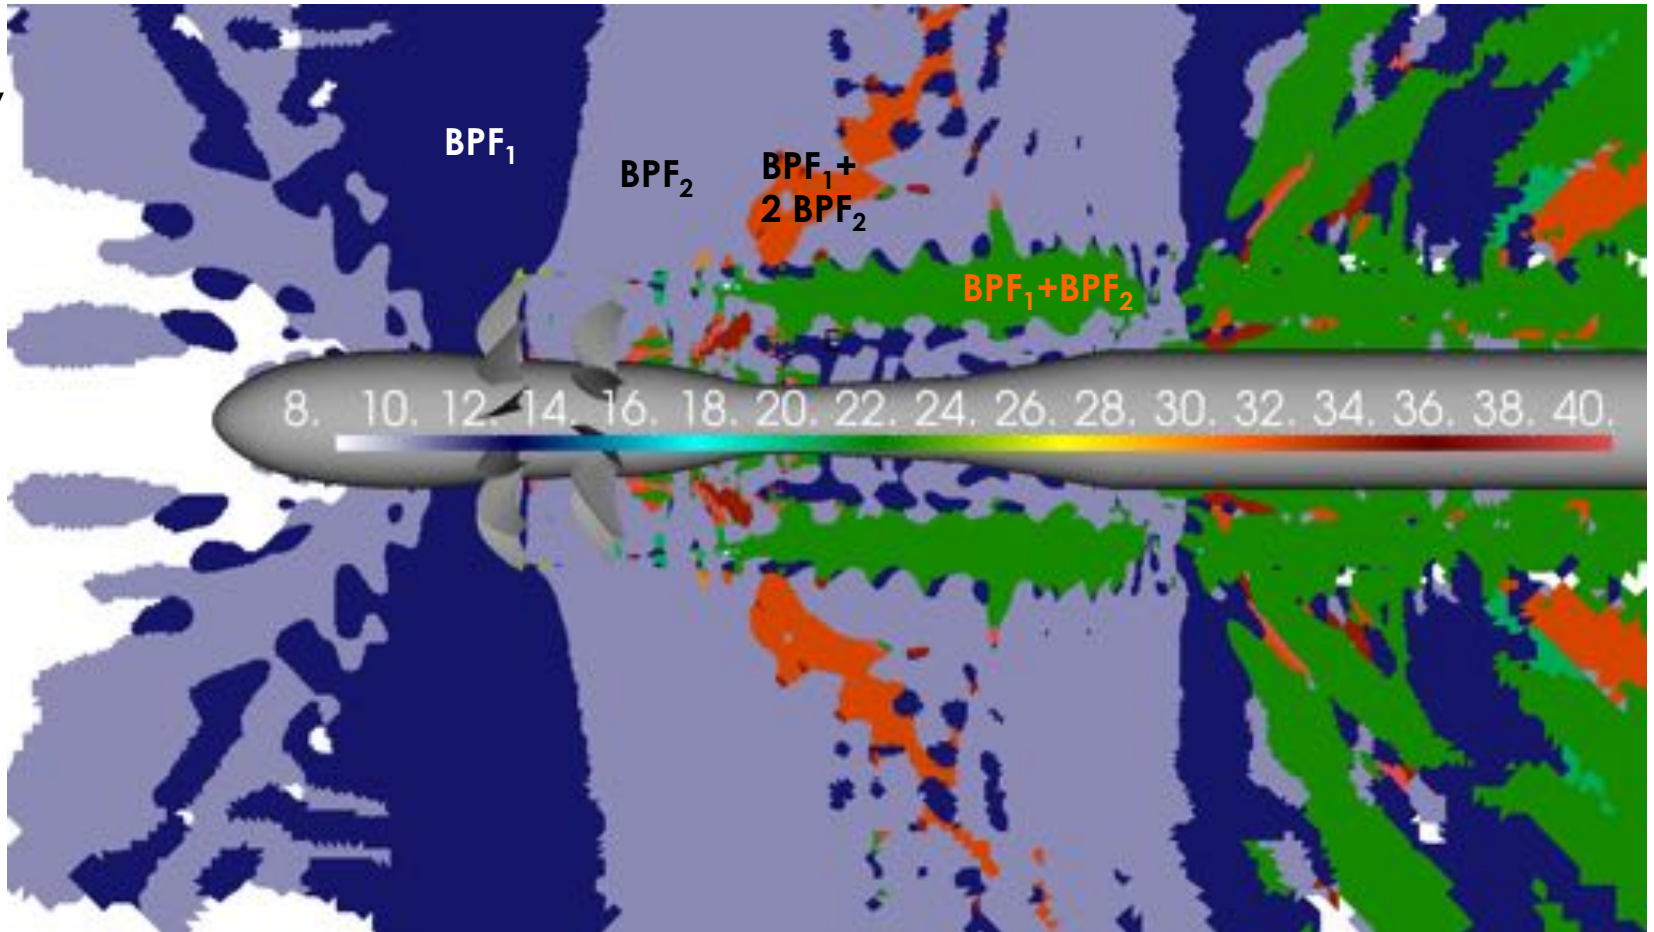 BPF₁
BPF₂
BPF₁+
2 BPF₂
BPF₁+BPF₂
8. 10. 12. 14. 16. 18. 20. 22. 24. 26. 28. 30. 32. 34. 36. 38. 40.